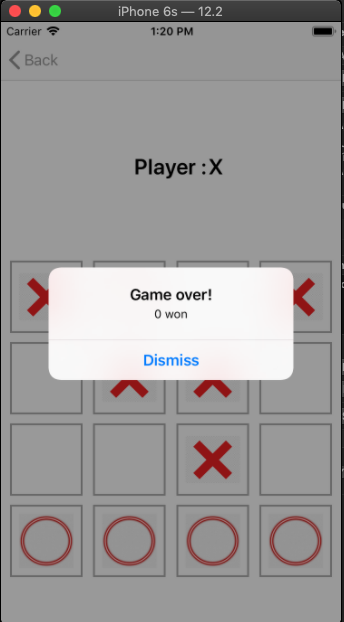 iPhone 6s — 12.2
Carrier 1:20 PM
Back
Player :X
Game over!
0 won
Dismiss